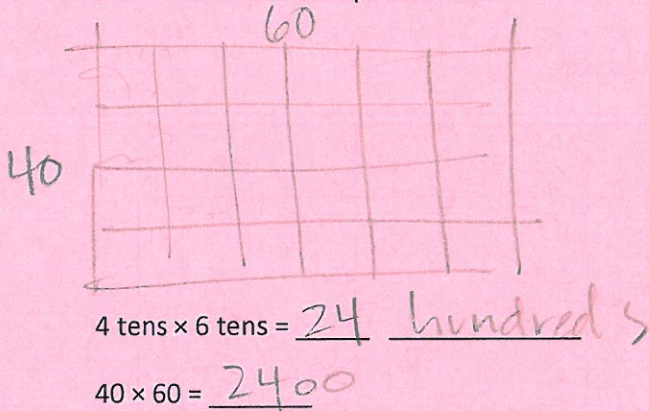 60
40
4 tens × 6 tens = 24 hundreds
40 × 60 = 2400